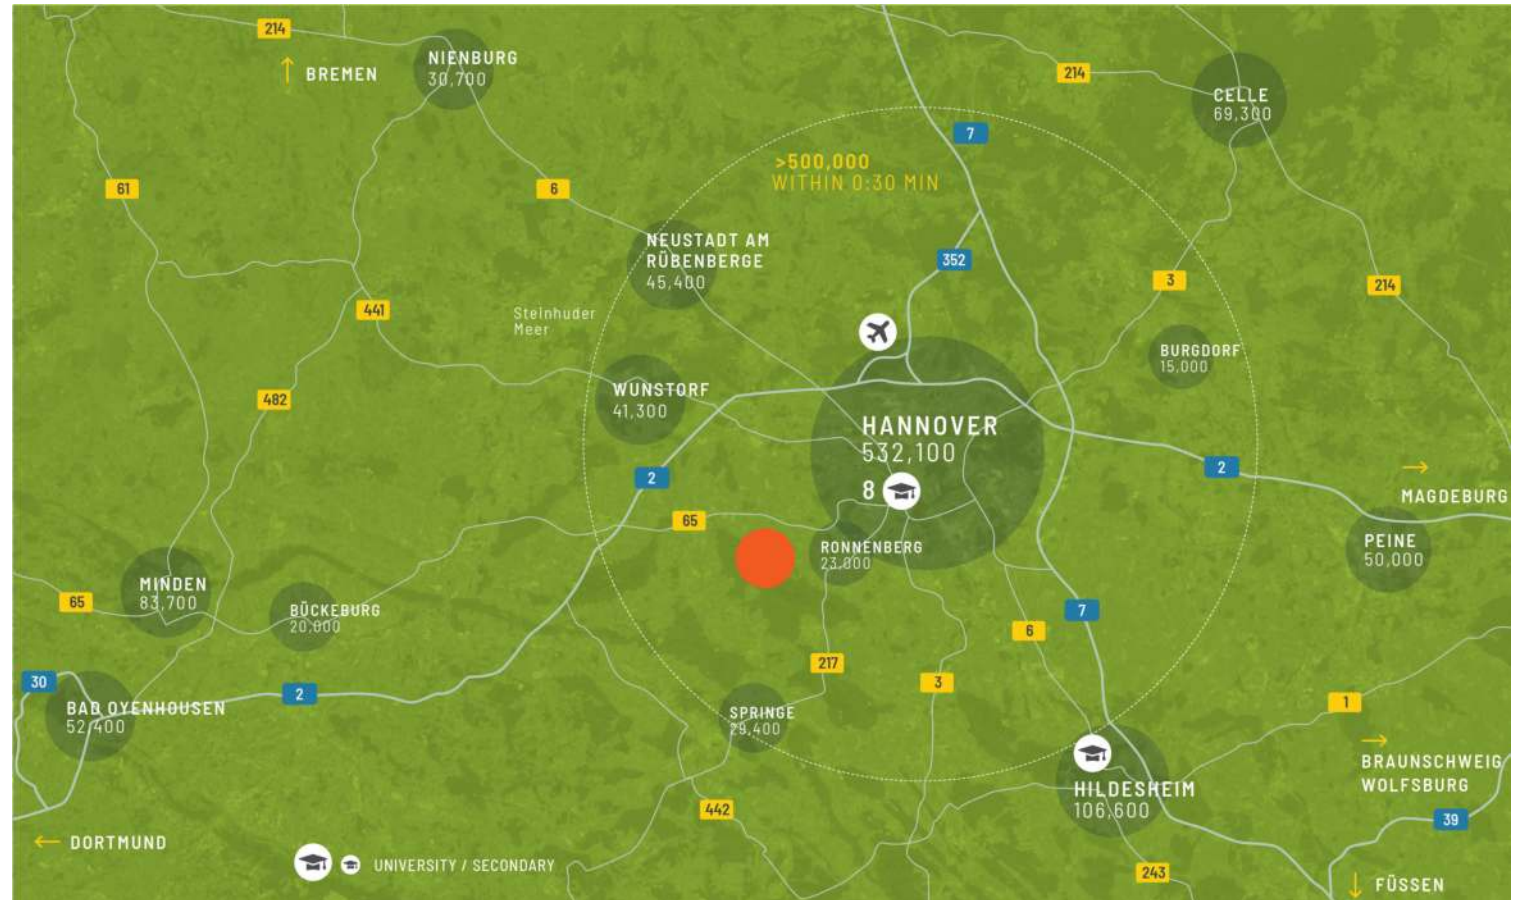 214
NIENBURG
30,700
↑ BREMEN
214
CELLE
69,300
7
>500,000
WITHIN 0:30 MIN
61
6
NEUSTADT AM
RÜBENBERGE
45,400
352
3
214
441
Steinhuder
Meer
BURGDORF
15,000
WUNSTORF
41,300
482
HANNOVER
532,100
8
2
2
→
MAGDEBURG
65
RONNENBERG
23,000
PEINE
50,000
MINDEN
83,700
65
BÜCKEBURG
20,000
7
6
217
3
30
2
BAD OYENHOUSEN
52,400
SPRINGE
29,400
1
→
BRAUNSCHWEIG
WOLFSBURG
HILDESHEIM
106,600
442
39
← DORTMUND
UNIVERSITY / SECONDARY
243
↓ FÜSSEN